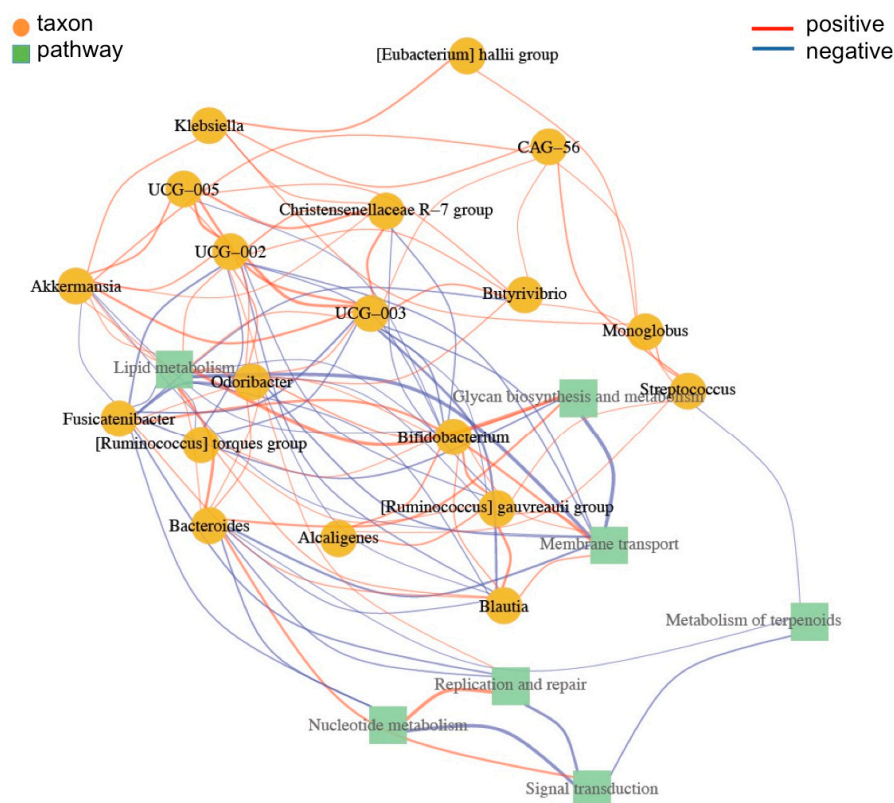 taxon
pathway
positive
negative
[Eubacterium] hallii group
Klebsiella
CAG−56
UCG−005
Christensenellaceae R−7 group
UCG−002
Akkermansia
Butyrivibrio
UCG−003
Monoglobus
Lipid metabolism
Odoribacter
Streptococcus
Glycan biosynthesis and metabolism
Fusicatenibacter
[Ruminococcus] torques group
Bifidobacterium
[Ruminococcus] gauvreauii group
Bacteroides
Alcaligenes
Membrane transport
Blautia
Metabolism of terpenoids
Replication and repair
Nucleotide metabolism
Signal transduction